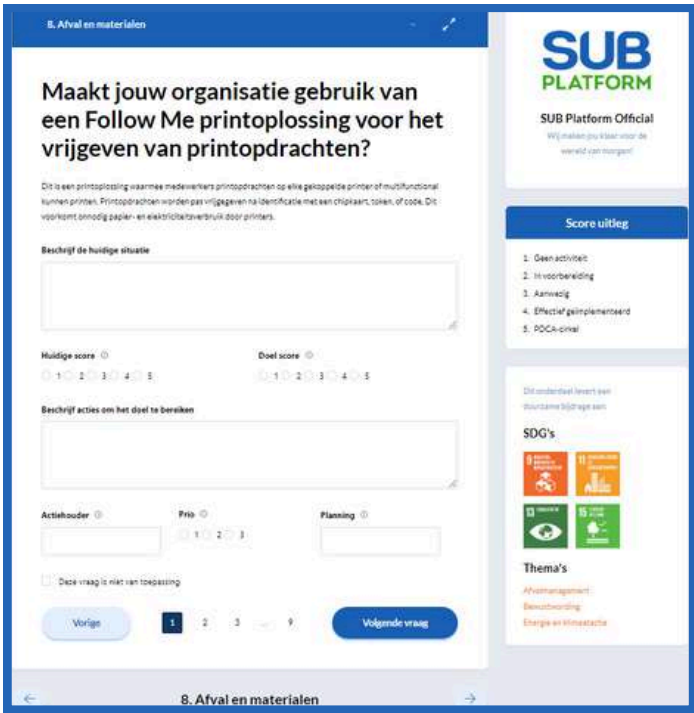 8. Afval en materialen
Maakt jouw organisatie gebruik van
een Follow Me printoplossing voor het
vrijgeven van printopdrachten?
Dit is een printoplossing waarmee medewerkers printopdrachten op elke gekoppelde printer of multifunctional
kunnen printen. Printopdrachten worden pas vrijgegeven na identificatie met een chipkaart, token, of code. Dit
voorkomt onnodig papier- en elektriciteitsverbruik door printers.
Beschrijf de huidige situatie
Huidige score
Doel score
1 2 3 4 5
1 2 3 4 5
Beschrijf acties om het doel te bereiken
Actiehouder
Prio
Planning
1 2 3
Deze vraag is niet van toepassing
Vorige
1 2 3 ... 9
Volgende vraag
8. Afval en materialen
SUB
PLATFORM
SUB Platform Official
Wij maken jou klaar voor de
wereld van morgen!
Score uitleg
1. Geen activiteit
2. In voorbereiding
3. Aanwezig
4. Effectief geïmplementeerd
5. PDCA-cirkel
Dit onderdeel levert een
duurzame bijdrage aan:
SDG's
9
11
13
15
Thema's
Afvalmanagement
Bewustwording
Energie en klimaatactie